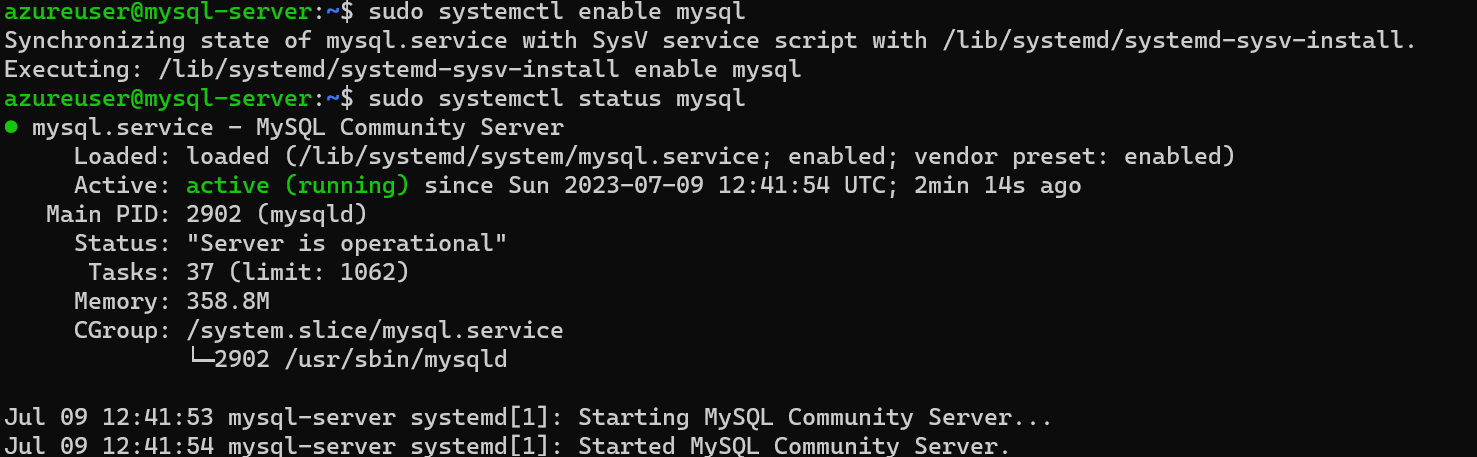 azureuser@mysql-server:~$ sudo systemctl enable mysql
Synchronizing state of mysql.service with SysV service script with /lib/systemd/systemd-sysv-install.
Executing: /lib/systemd/systemd-sysv-install enable mysql
azureuser@mysql-server:~$ sudo systemctl status mysql
● mysql.service - MySQL Community Server
     Loaded: loaded (/lib/systemd/system/mysql.service; enabled; vendor preset: enabled)
     Active: active (running) since Sun 2023-07-09 12:41:54 UTC; 2min 14s ago
   Main PID: 2902 (mysqld)
     Status: "Server is operational"
      Tasks: 37 (limit: 1062)
     Memory: 358.8M
     CGroup: /system.slice/mysql.service
             └─2902 /usr/sbin/mysqld

Jul 09 12:41:53 mysql-server systemd[1]: Starting MySQL Community Server...
Jul 09 12:41:54 mysql-server systemd[1]: Started MySQL Community Server.